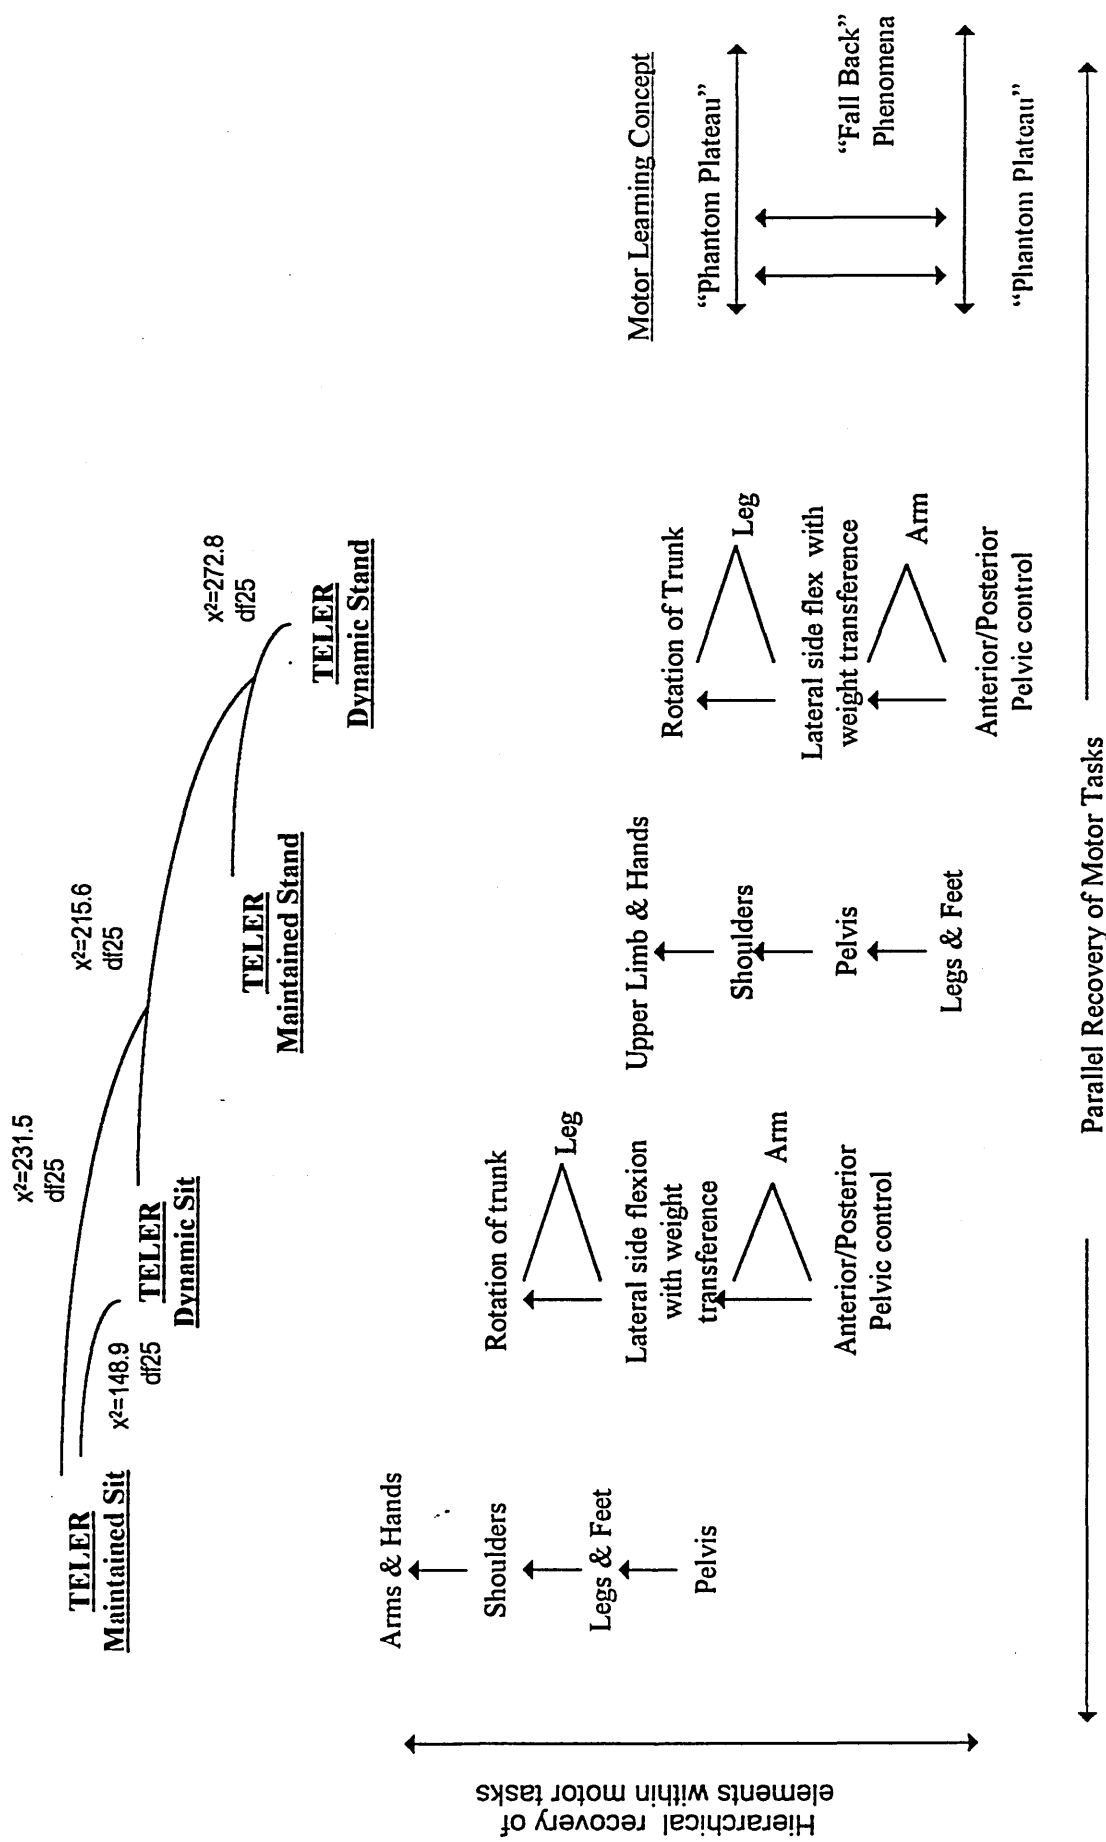 χ²=231.5
df25
χ²=215.6
df25
χ²=272.8
df25
χ²=148.9
df25
TELER
Maintained Sit
TELER
Dynamic Sit
TELER
Maintained Stand
TELER
Dynamic Stand
Arms & Hands
Shoulders
Legs & Feet
Pelvis
Rotation of trunk
Leg
Lateral side flexion
with weight
transference
Arm
Anterior/Posterior
Pelvic control
Upper Limb & Hands
Shoulders
Pelvis
Legs & Feet
Rotation of Trunk
Leg
Lateral side flex with
weight transference
Arm
Anterior/Posterior
Pelvic control
Motor Learning Concept
“Phantom Plateau”
“Fall Back”
Phenomena
“Phantom Plateau”
Hierarchical recovery of
elements within motor tasks
Parallel Recovery of Motor Tasks